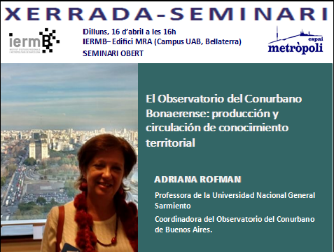 XERRADA-SEMINARI
iermB
Dilluns, 16 d'abril a les 16h
IERMB– Edifici MRA (Campus UAB, Bellaterra)
SEMINARI OBERT
espai
metròpoli
El Observatorio del Conurbano
Bonaerense: producción y
circulación de conocimiento
territorial
ADRIANA ROFMAN
Professora de la Universidad Nacional General
Sarmiento
Coordinadora del Observatorio del Conurbano
de Buenos Aires.